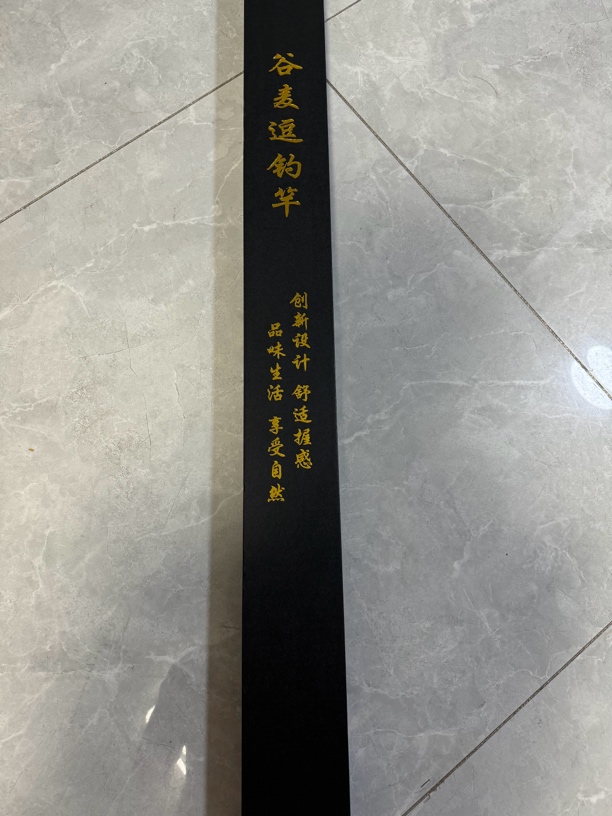 谷麦逗钓竿
创新设计 舒适握感
品味生活 享受自然